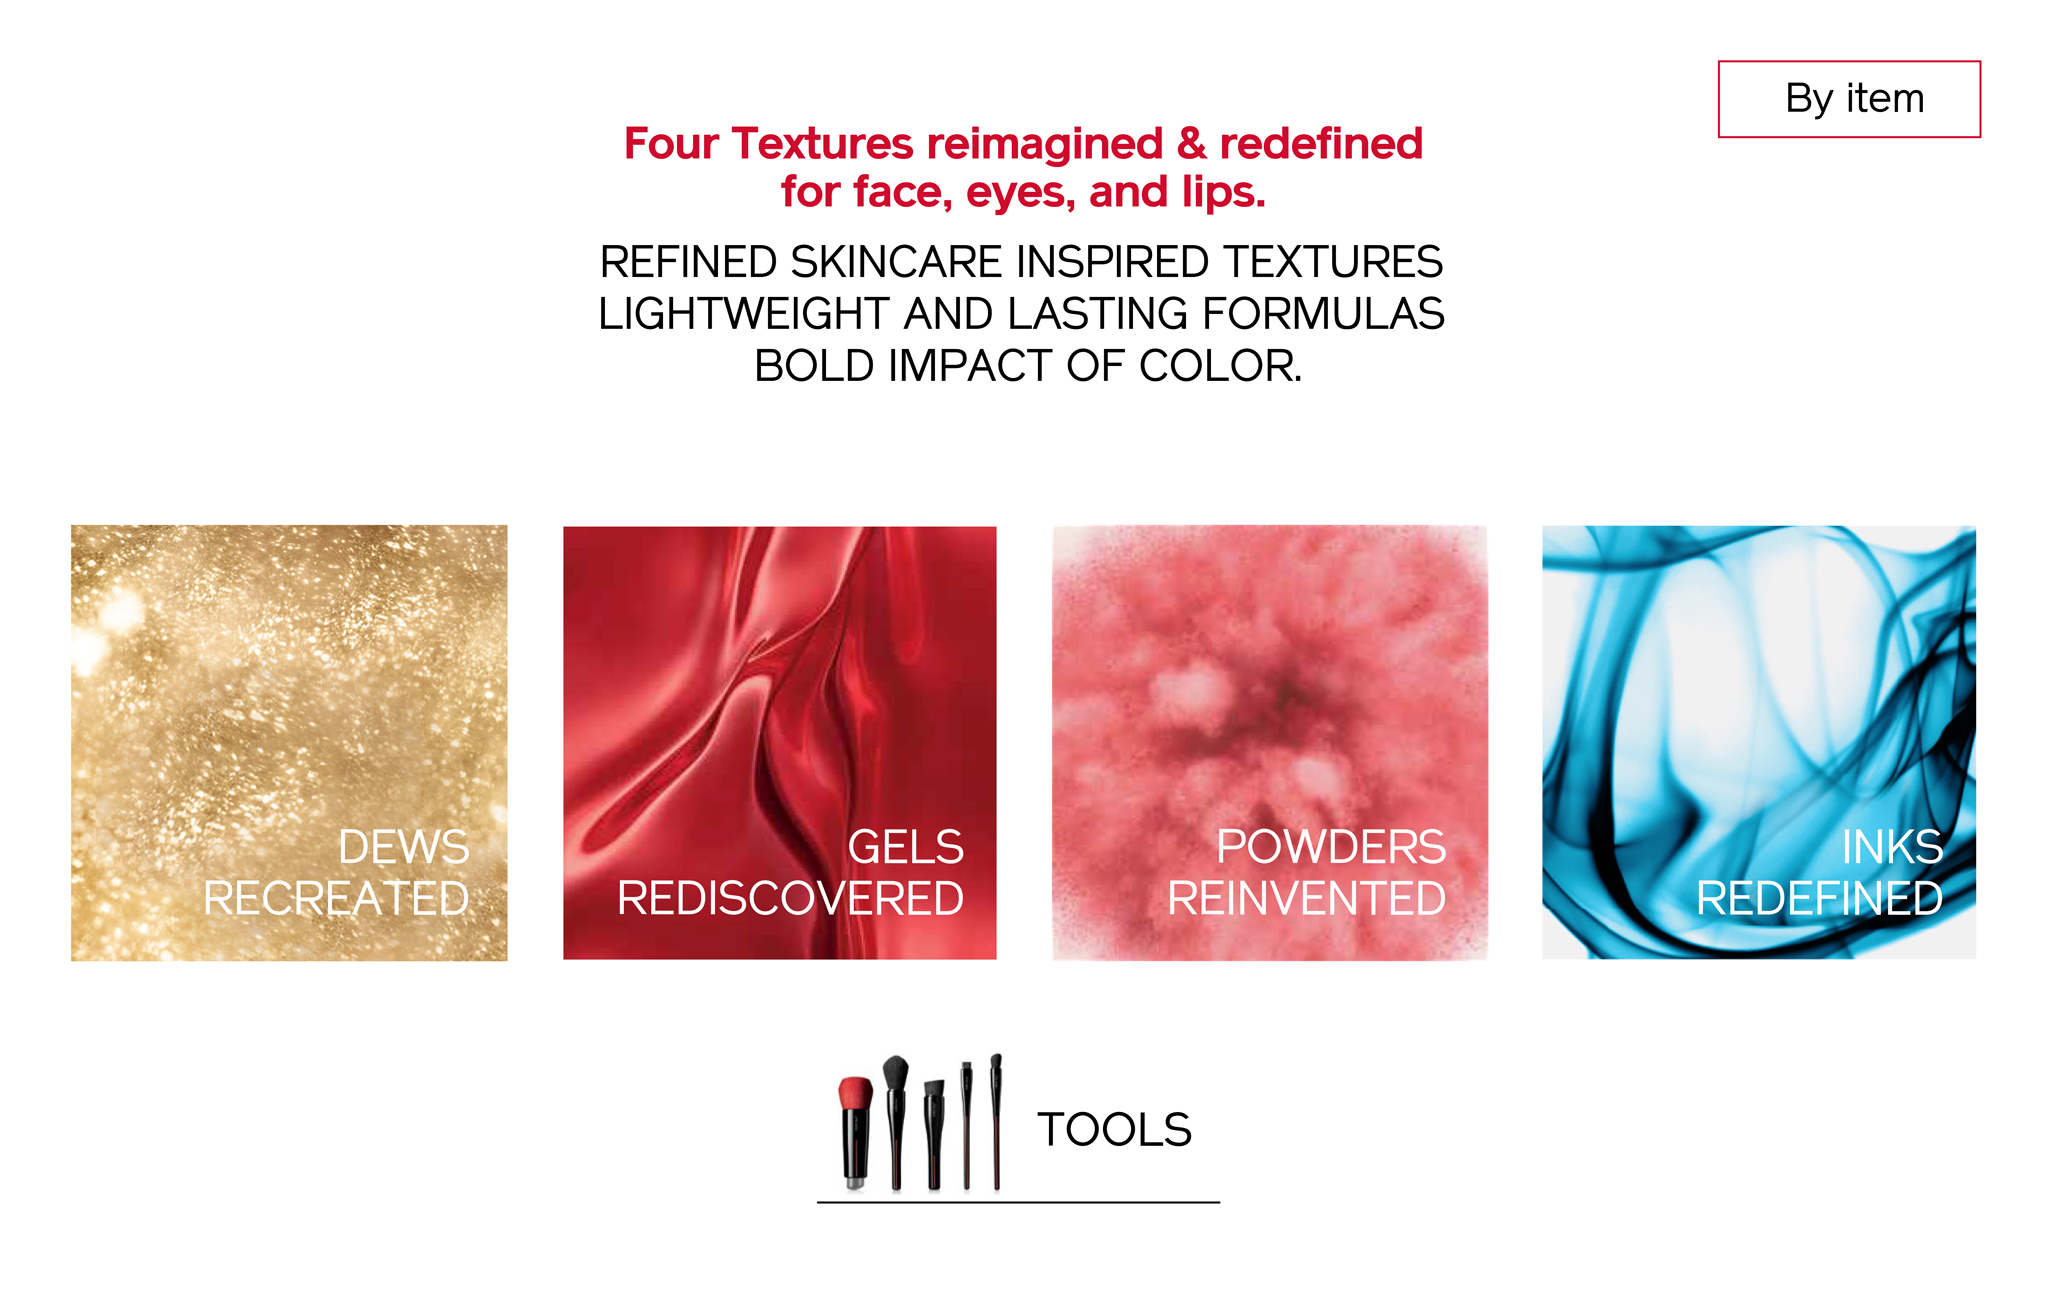 By item
Four Textures reimagined & redefined
for face, eyes, and lips.
REFINED SKINCARE INSPIRED TEXTURES
LIGHTWEIGHT AND LASTING FORMULAS
BOLD IMPACT OF COLOR.
DEWS
RECREATED
GELS
REDISCOVERED
POWDERS
REINVENTED
INKS
REDEFINED
TOOLS